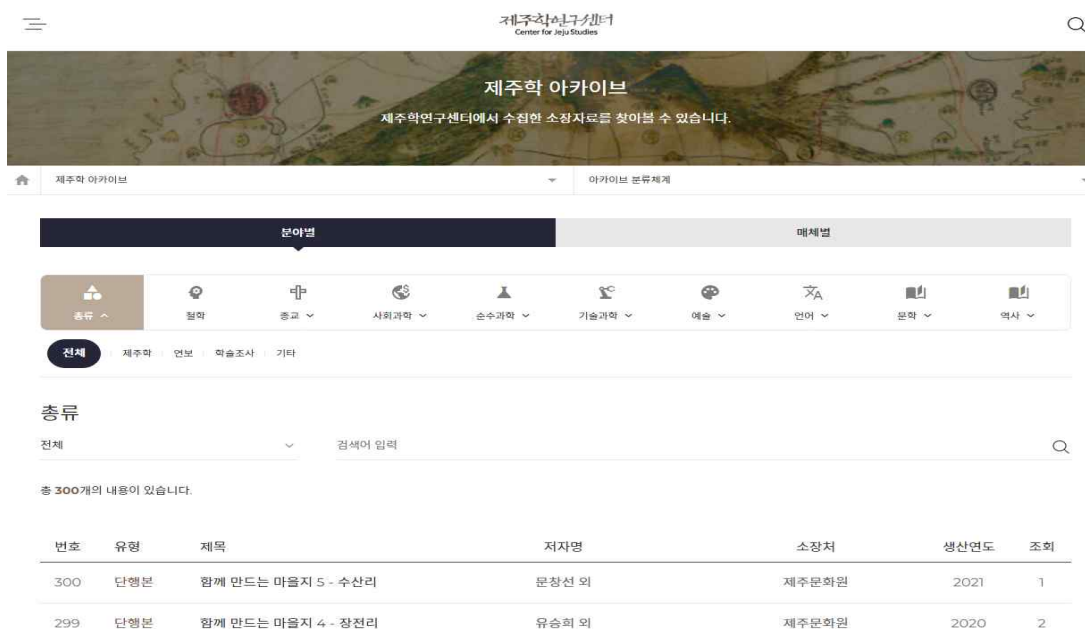 제주학연구센터
Center for Jeju Studies
제주학 아카이브
제주학연구센터에서 수집한 소장자료를 찾아볼 수 있습니다.
제주학 아카이브 아카이브 분류체계
분야별 매체별
총류 철학 종교 사회과학 순수과학 기술과학 예술 언어 문학 역사
전체 제주학 연보 학술조사 기타
총류
전체 검색어 입력
총 300개의 내용이 있습니다.
번호 유형 제목 저자명 소장처 생산연도 조회
300 단행본 함께 만드는 마을지 5 - 수산리 문창선 외 제주문화원 2021 1
299 단행본 함께 만드는 마을지 4 - 장전리 유승희 외 제주문화원 2020 2